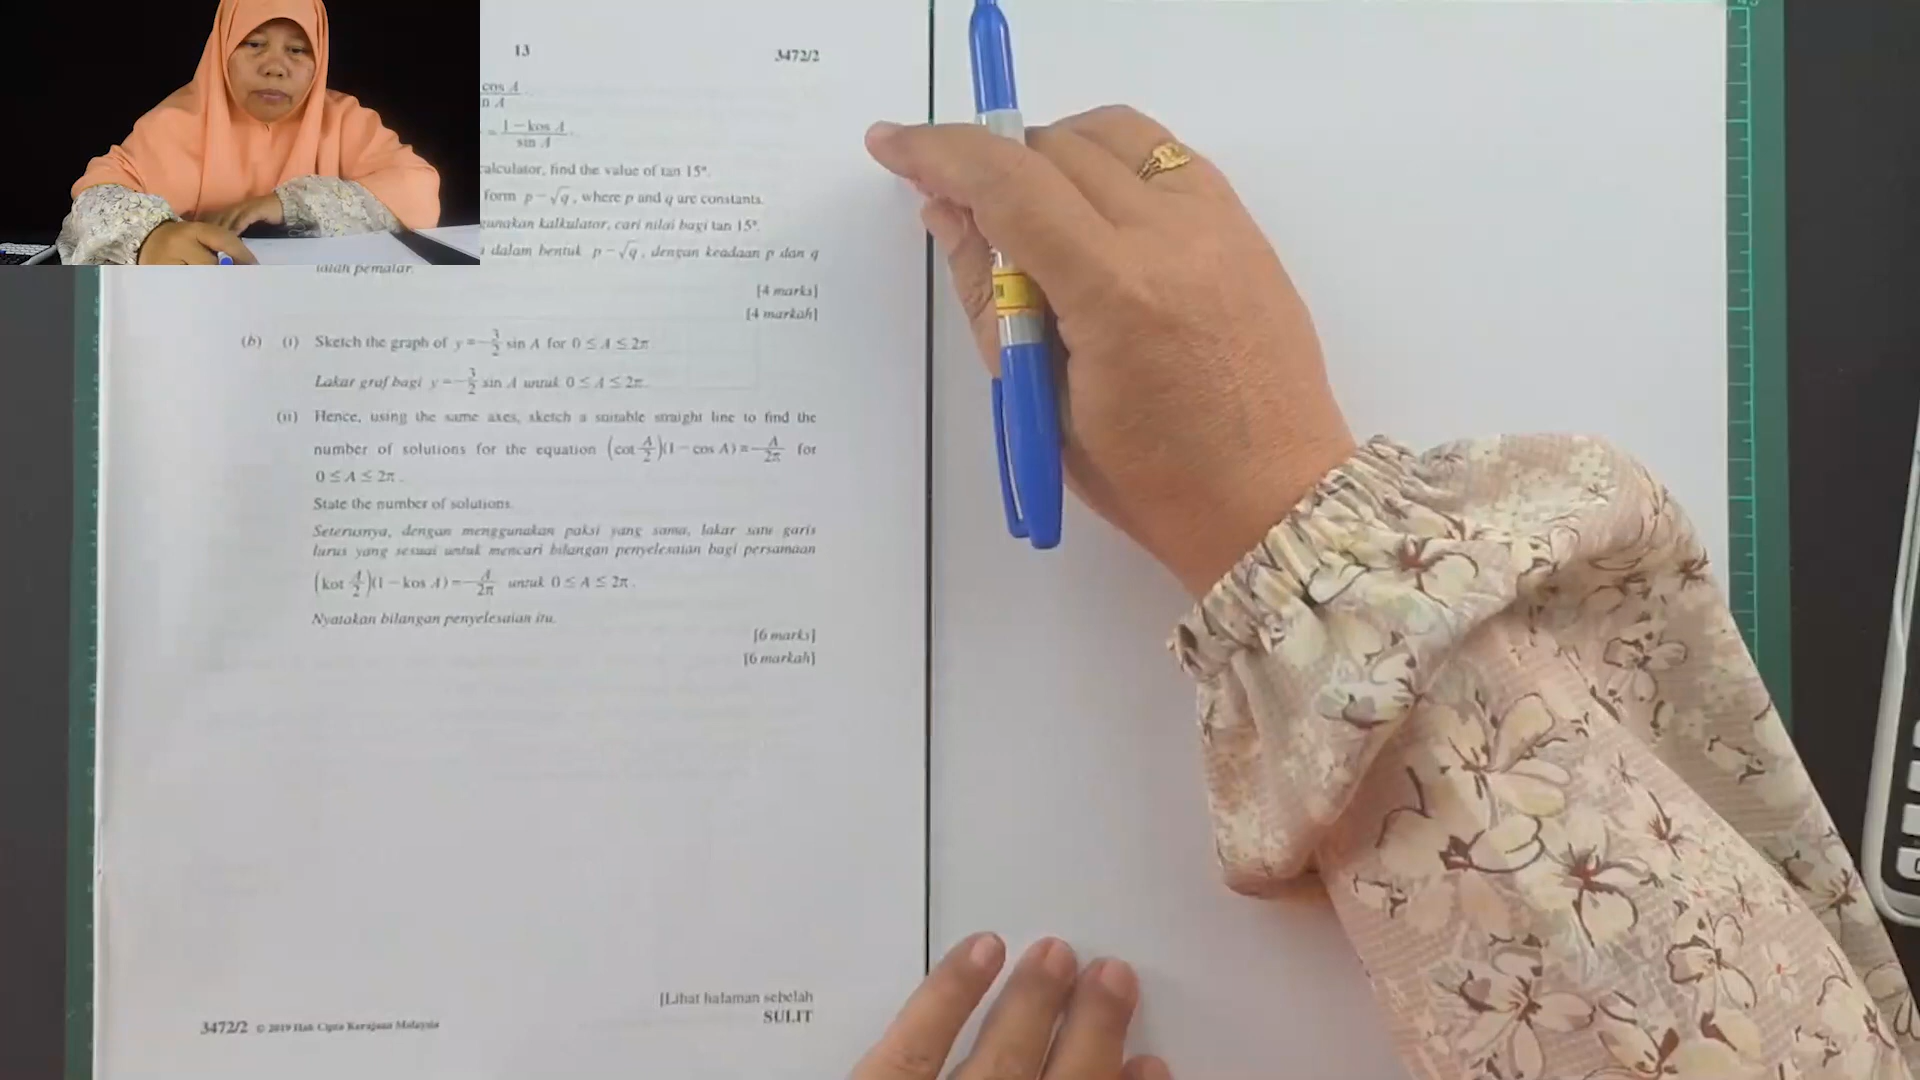 13
3472/2
cos A
n A
= 1 − kos A / sin A
calculator, find the value of tan 15°.
form p − √q, where p and q are constants.
gunakan kalkulator, cari nilai bagi tan 15°.
dalam bentuk p − √q, dengan keadaan p dan q
ialah pemalar.
[4 marks]
[4 markah]
(b) (i) Sketch the graph of y = −3/2 sin A for 0 ≤ A ≤ 2π.
Lakar graf bagi y = −3/2 sin A untuk 0 ≤ A ≤ 2π.
(ii) Hence, using the same axes, sketch a suitable straight line to find the
number of solutions for the equation (cot A/2)(1 − cos A) = −A/2π for
0 ≤ A ≤ 2π.
State the number of solutions.
Seterusnya, dengan menggunakan paksi yang sama, lakar satu garis
lurus yang sesuai untuk mencari bilangan penyelesaian bagi persamaan
(kot A/2)(1 − kos A) = −A/2π untuk 0 ≤ A ≤ 2π.
Nyatakan bilangan penyelesaian itu.
[6 marks]
[6 markah]
[Lihat halaman sebelah
SULIT
3472/2 © 2019 Hak Cipta Kerajaan Malaysia